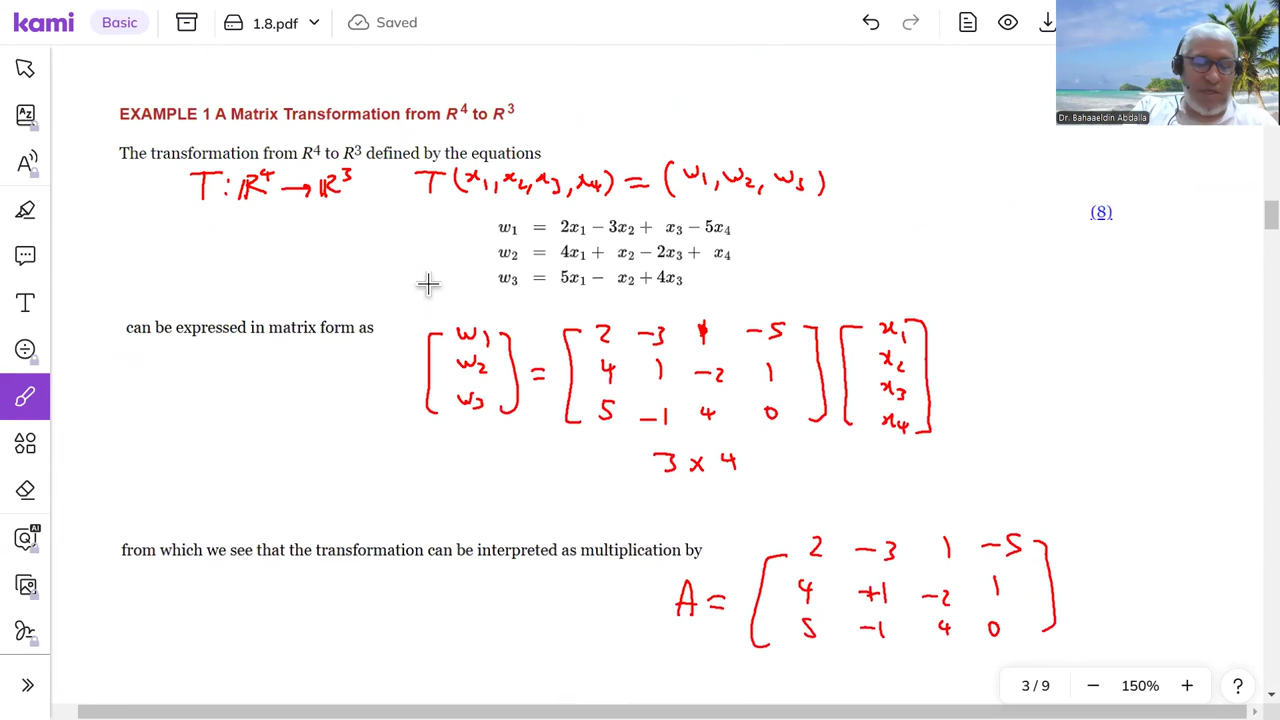 kami Basic 1.8.pdf Saved
Dr. Bahaaeldin Abdalla
EXAMPLE 1 A Matrix Transformation from R⁴ to R³
The transformation from R⁴ to R³ defined by the equations
T: ℝ⁴ → ℝ³ T(x₁, x₂, x₃, x₄) = (w₁, w₂, w₃)
(8)
w₁ = 2x₁ − 3x₂ + x₃ − 5x₄
w₂ = 4x₁ + x₂ − 2x₃ + x₄
w₃ = 5x₁ − x₂ + 4x₃
can be expressed in matrix form as
[w₁ w₂ w₃] = [2 −3 1 −5
4 1 −2 1
5 −1 4 0] [x₁ x₂ x₃ x₄]
3 × 4
from which we see that the transformation can be interpreted as multiplication by
A = [2 −3 1 −5
4 +1 −2 1
5 −1 4 0]
3 / 9 − 150% + ?